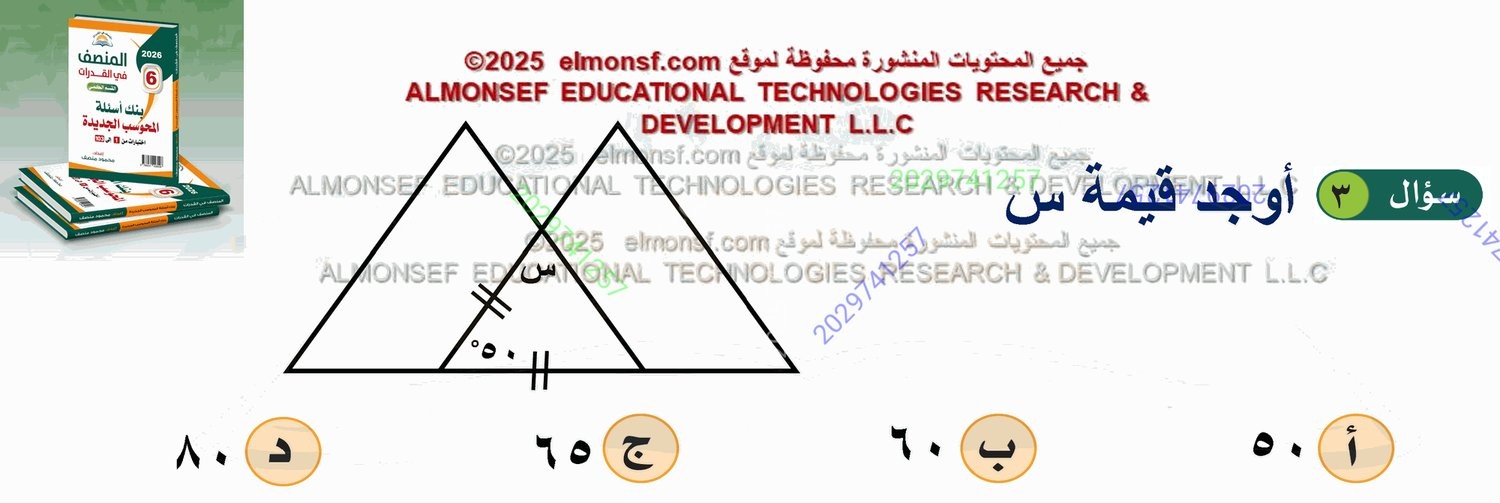 جميع المحتويات المنشورة محفوظة لموقع elmonsf.com ©2025
ALMONSEF EDUCATIONAL TECHNOLOGIES RESEARCH &
DEVELOPMENT L.L.C
جميع المحتويات المنشورة محفوظة لموقع elmonsf.com ©2025
ALMONSEF EDUCATIONAL TECHNOLOGIES RESEARCH & DEVELOPMENT L.L.C
جميع المحتويات المنشورة محفوظة لموقع elmonsf.com ©2025
ALMONSEF EDUCATIONAL TECHNOLOGIES RESEARCH & DEVELOPMENT L.L.C
2029741257
2029741257
2029741257
2026
المنصف
في القدرات
6
بنك أسئلة
المحوسب الجديدة
سؤال ٣ أوجد قيمة س
س
٥٠°
أ ٥٠
ب ٦٠
ج ٦٥
د ٨٠